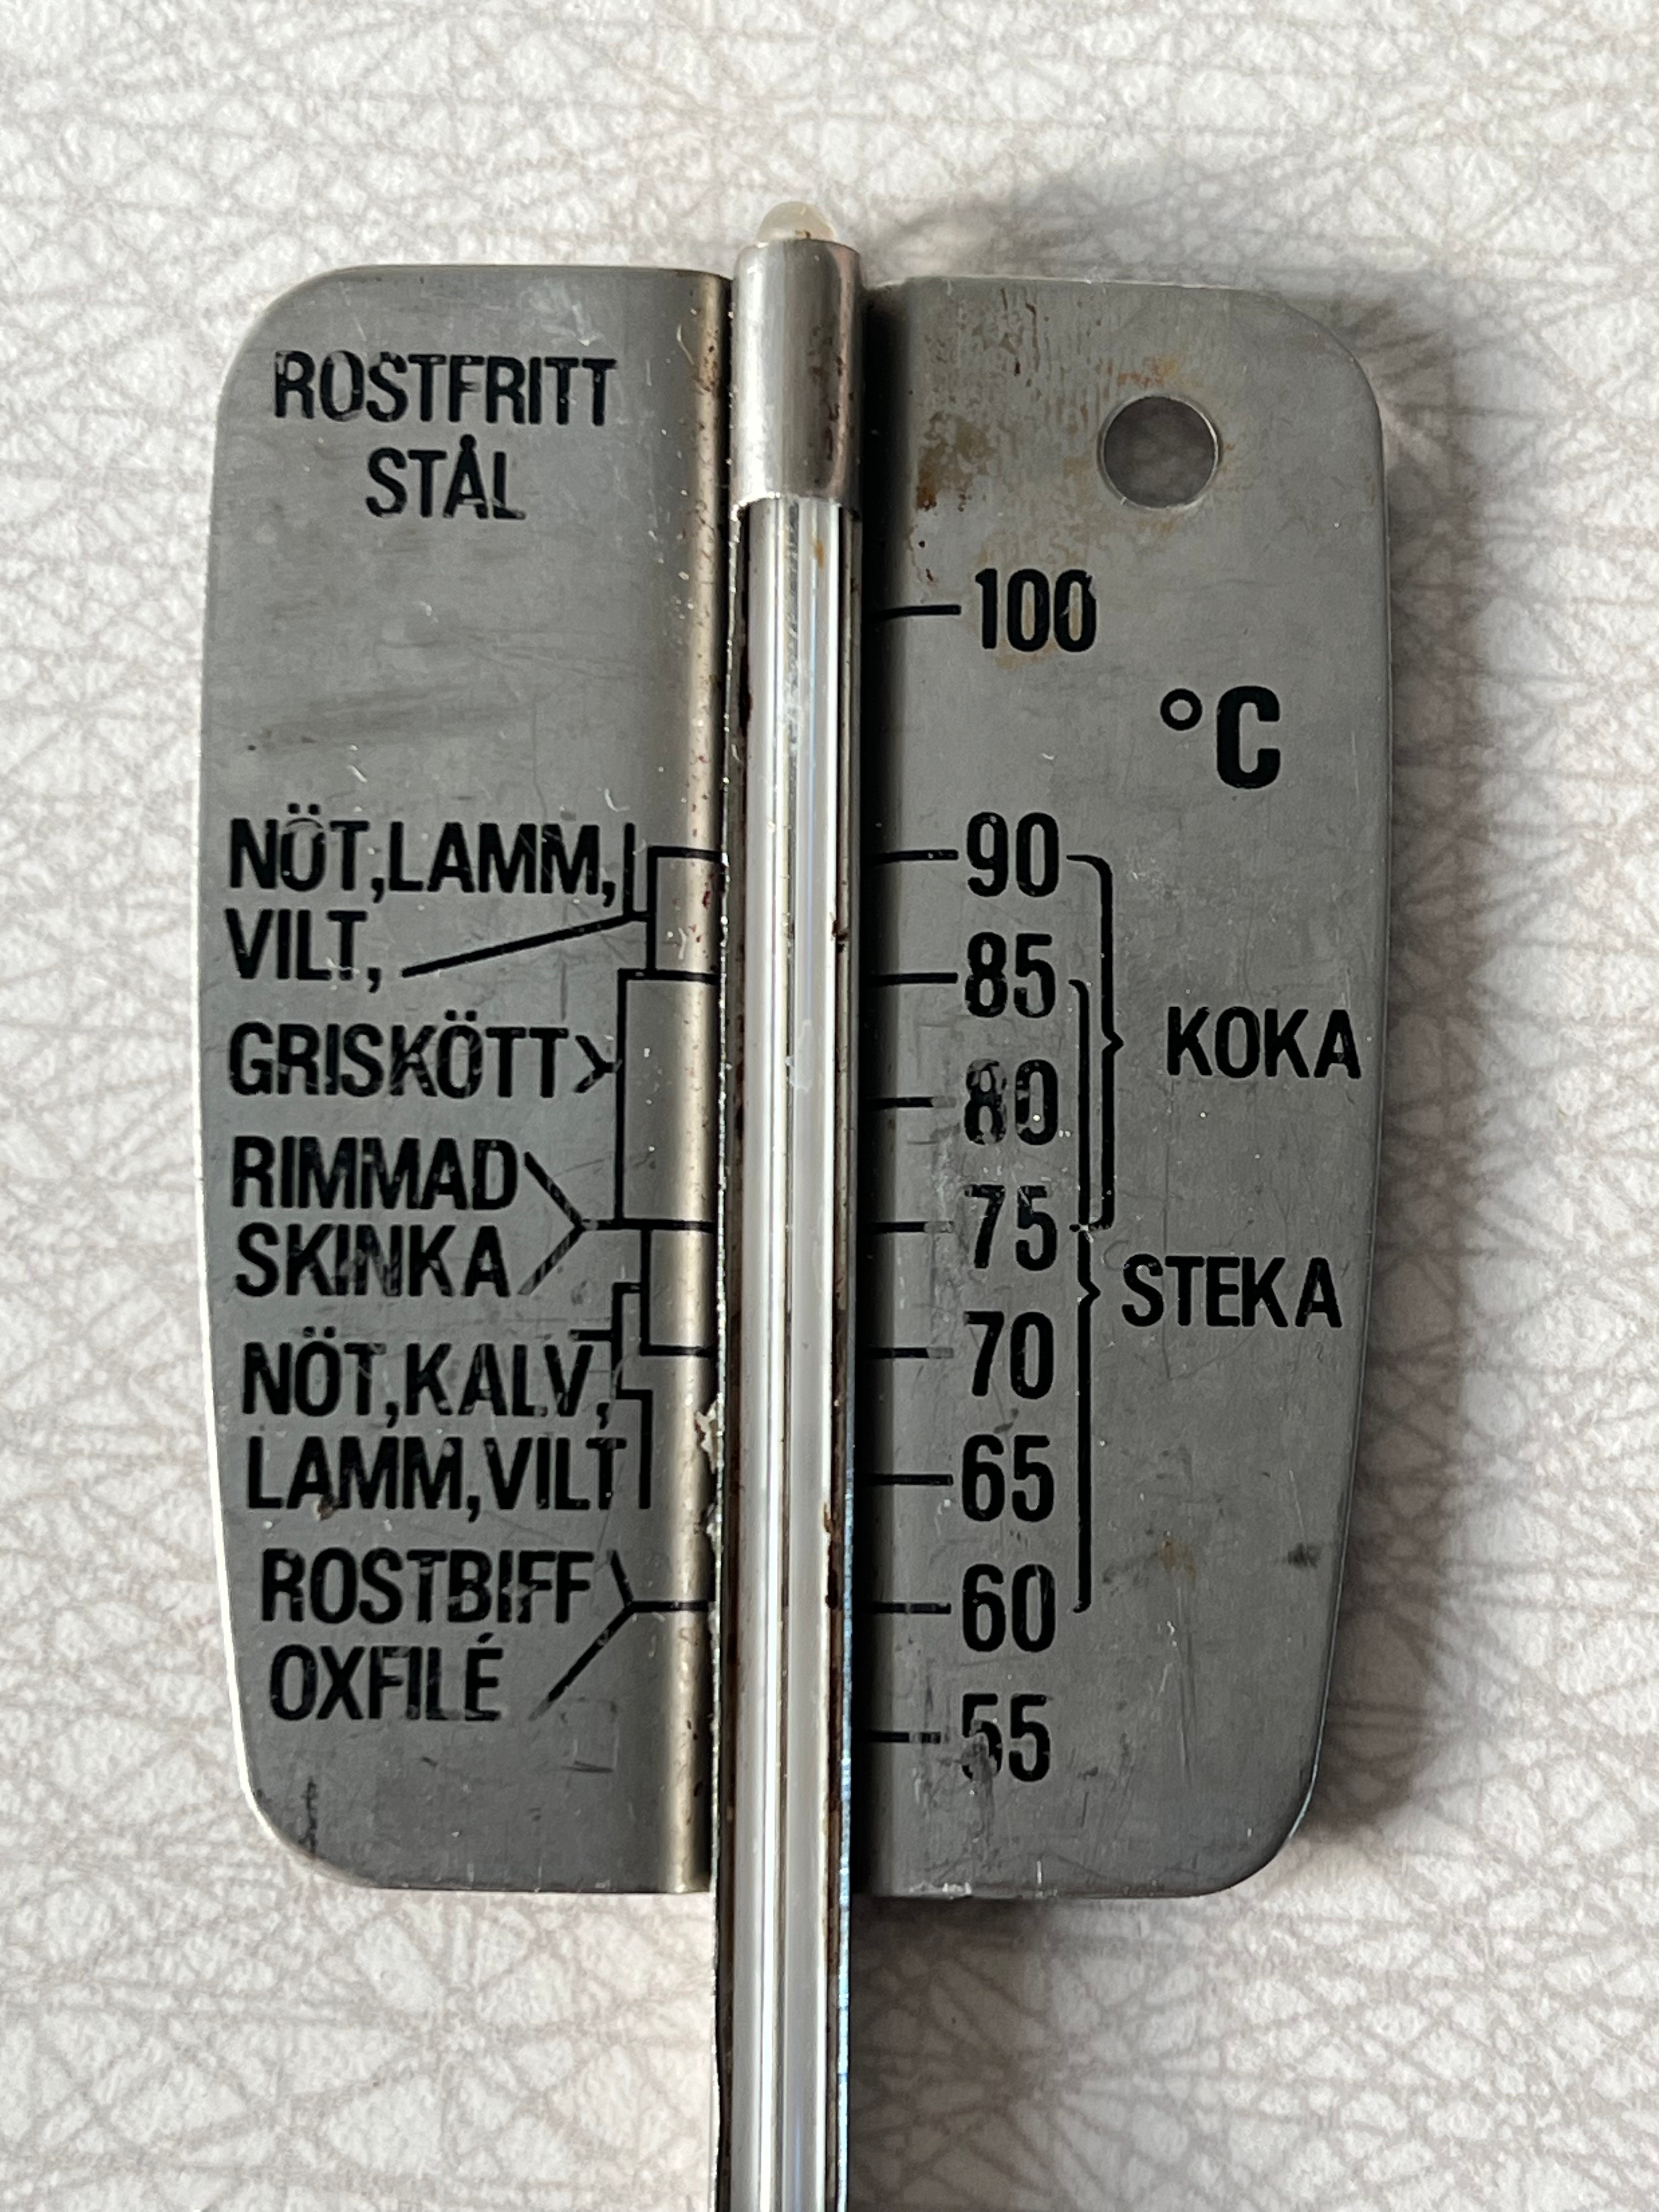 ROSTFRITT
STÅL
100
°C
NÖT,LAMM,
VILT,
90
85
GRISKÖTT
KOKA
80
RIMMAD
SKINKA
75
STEKA
70
NÖT,KALV,
LAMM,VILT
65
ROSTBIFF
60
OXFILÉ
55